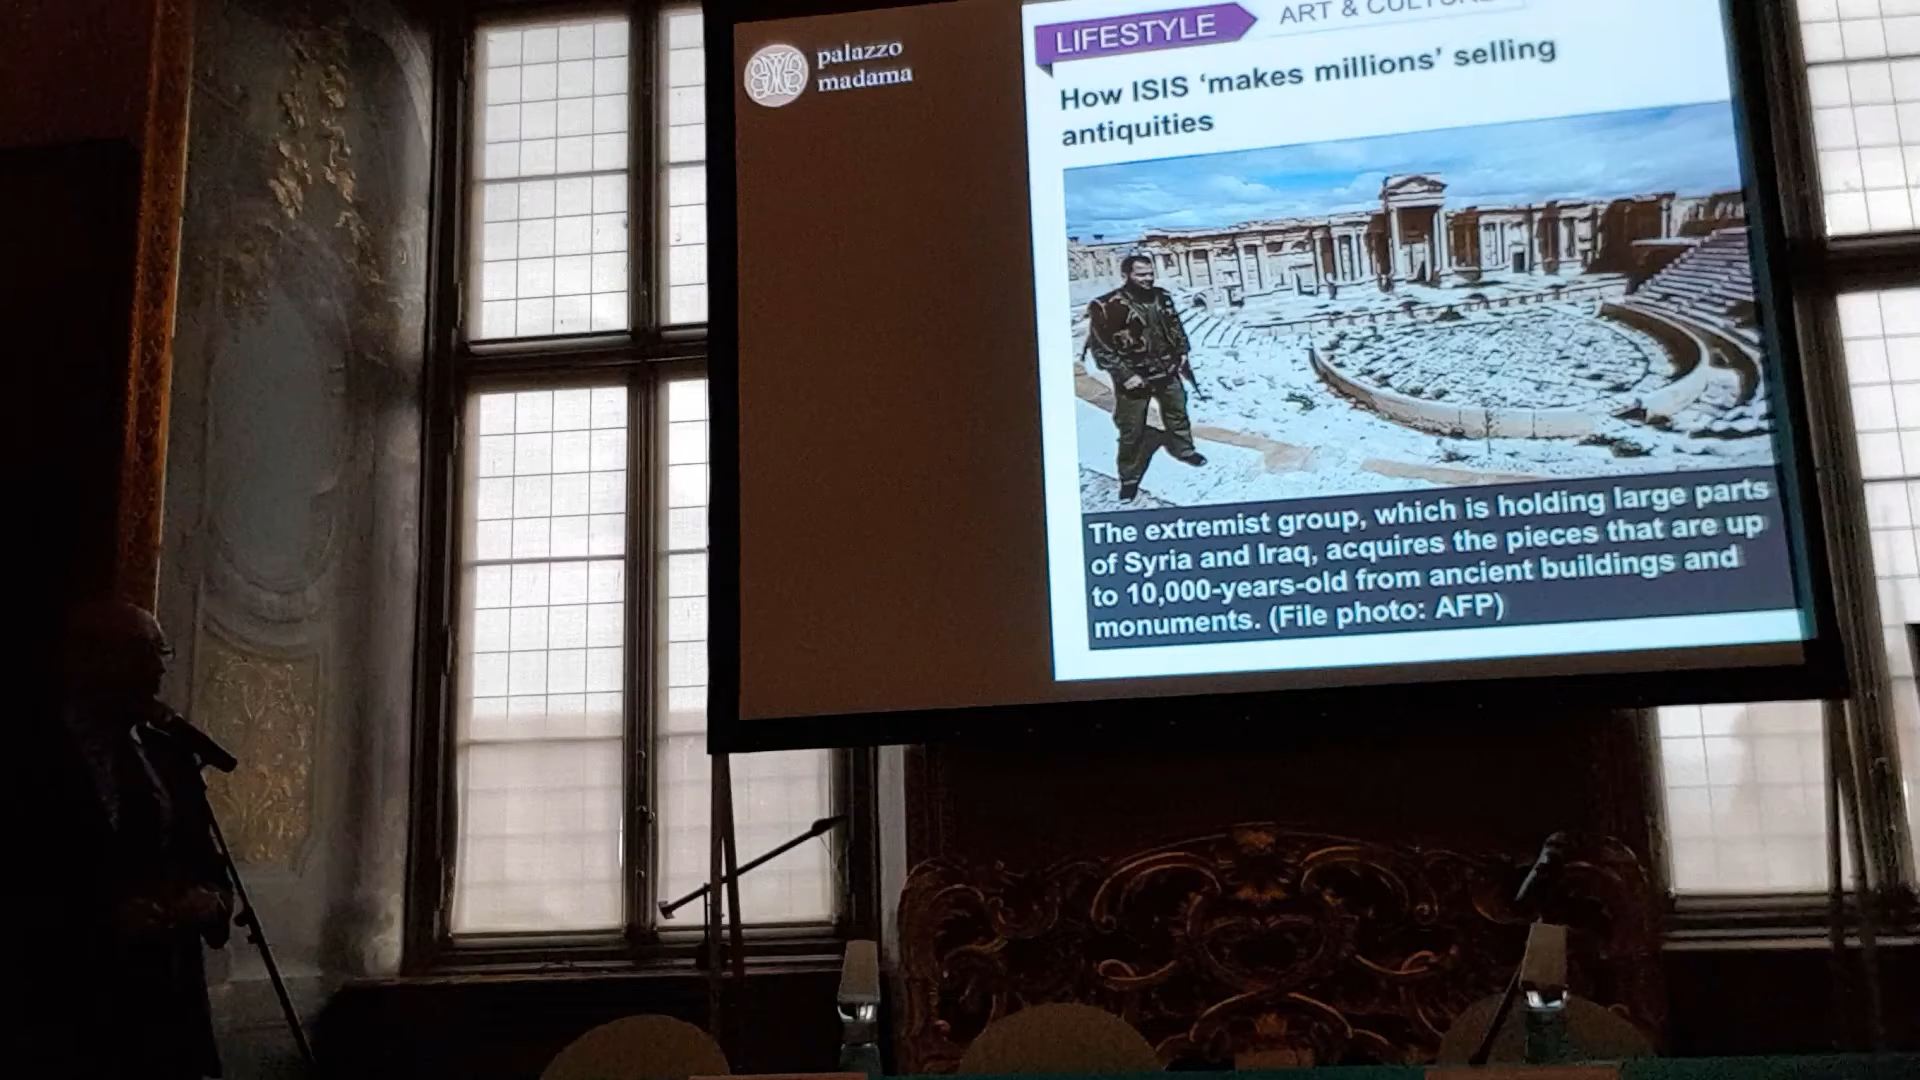 palazzo
madama
LIFESTYLE
ART & CULTURE
How ISIS ‘makes millions’ selling
antiquities
The extremist group, which is holding large parts
of Syria and Iraq, acquires the pieces that are up
to 10,000-years-old from ancient buildings and
monuments. (File photo: AFP)